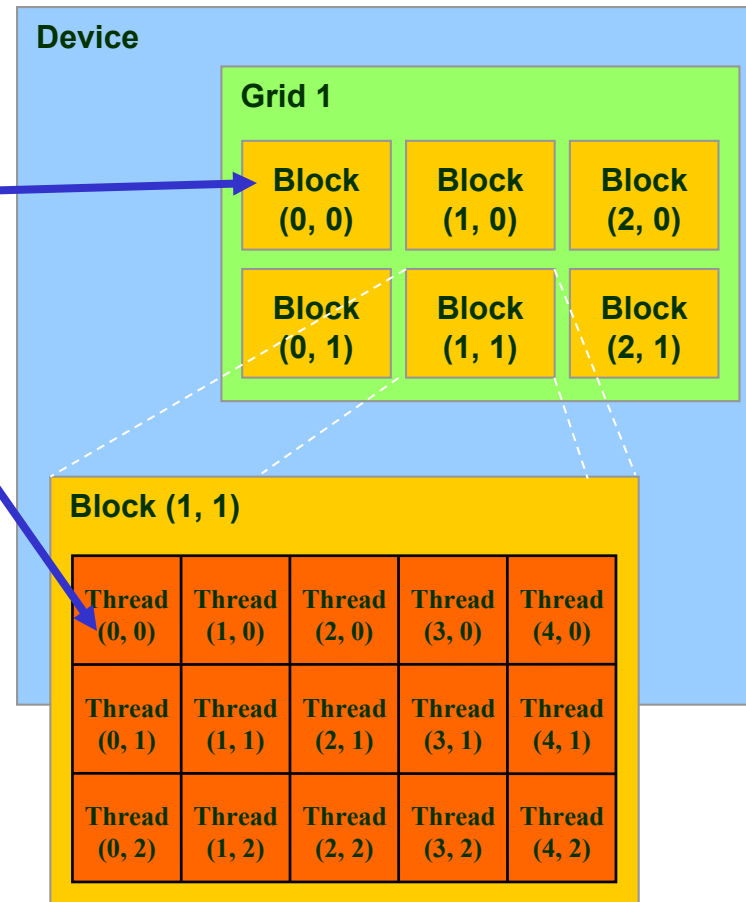 Device
Grid 1
Block Block Block
(0, 0) (1, 0) (2, 0)
Block Block Block
(0, 1) (1, 1) (2, 1)
Block (1, 1)
Thread Thread Thread Thread Thread
(0, 0) (1, 0) (2, 0) (3, 0) (4, 0)
Thread Thread Thread Thread Thread
(0, 1) (1, 1) (2, 1) (3, 1) (4, 1)
Thread Thread Thread Thread Thread
(0, 2) (1, 2) (2, 2) (3, 2) (4, 2)